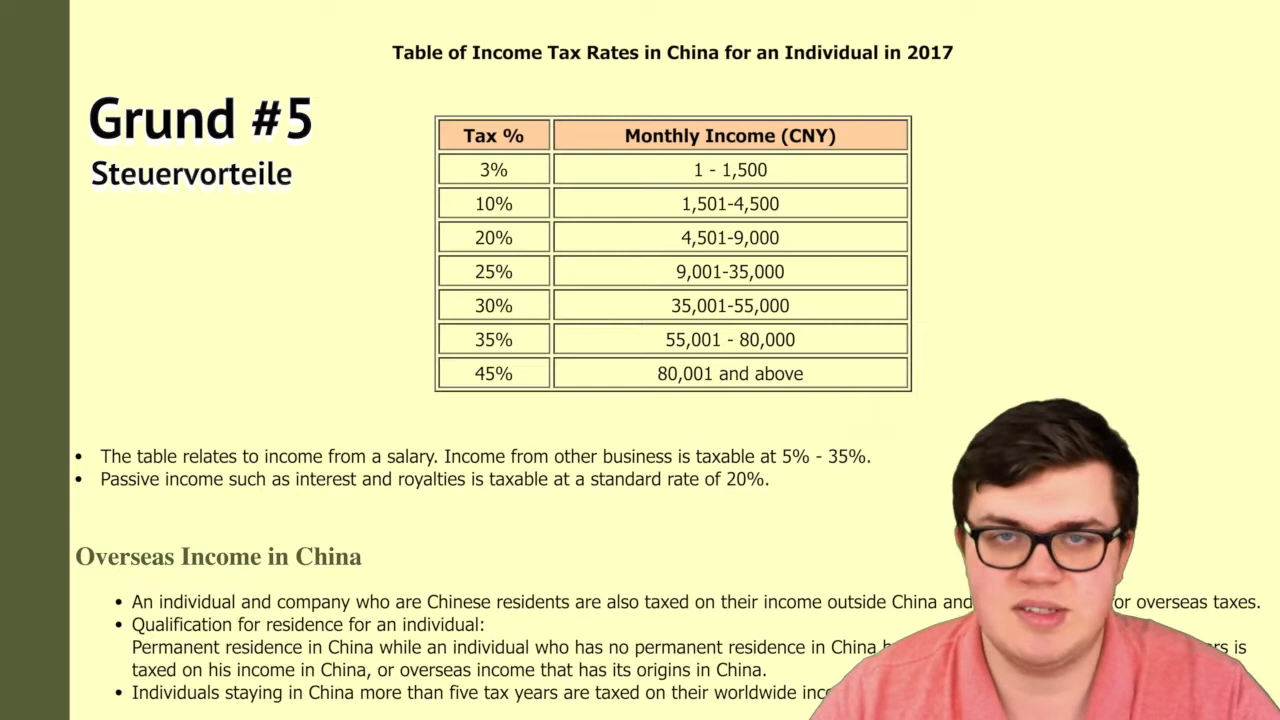 Table of Income Tax Rates in China for an Individual in 2017
Grund #5
Steuervorteile
Tax % Monthly Income (CNY)
3% 1 - 1,500
10% 1,501-4,500
20% 4,501-9,000
25% 9,001-35,000
30% 35,001-55,000
35% 55,001 - 80,000
45% 80,001 and above
• The table relates to income from a salary. Income from other business is taxable at 5% - 35%.
• Passive income such as interest and royalties is taxable at a standard rate of 20%.
Overseas Income in China
• An individual and company who are Chinese residents are also taxed on their income outside China and or overseas taxes.
• Qualification for residence for an individual:
Permanent residence in China while an individual who has no permanent residence in China is
taxed on his income in China, or overseas income that has its origins in China.
• Individuals staying in China more than five tax years are taxed on their worldwide